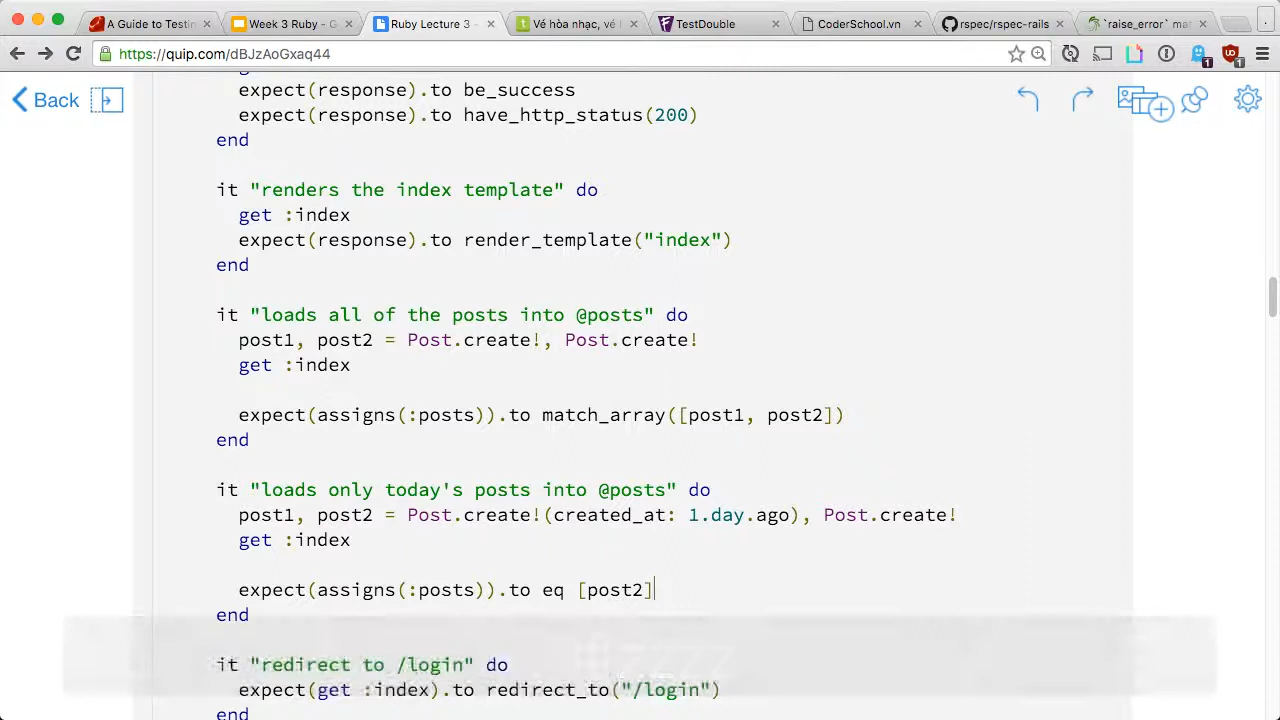 A Guide to Testin
Week 3 Ruby - G
Ruby Lecture 3 -
Vé hòa nhạc, vé l
TestDouble
CoderSchool.vn
rspec/rspec-rails
`raise_error` mat
https://quip.com/dBJzAoGxaq44
1
1
Back
expect(response).to be_success
expect(response).to have_http_status(200)
end
it "renders the index template" do
get :index
expect(response).to render_template("index")
end
it "loads all of the posts into @posts" do
post1, post2 = Post.create!, Post.create!
get :index
expect(assigns(:posts)).to match_array([post1, post2])
end
it "loads only today's posts into @posts" do
post1, post2 = Post.create!(created_at: 1.day.ago), Post.create!
get :index
expect(assigns(:posts)).to eq [post2]
end
it "redirect to /login" do
expect(get :index).to redirect_to("/login")
end